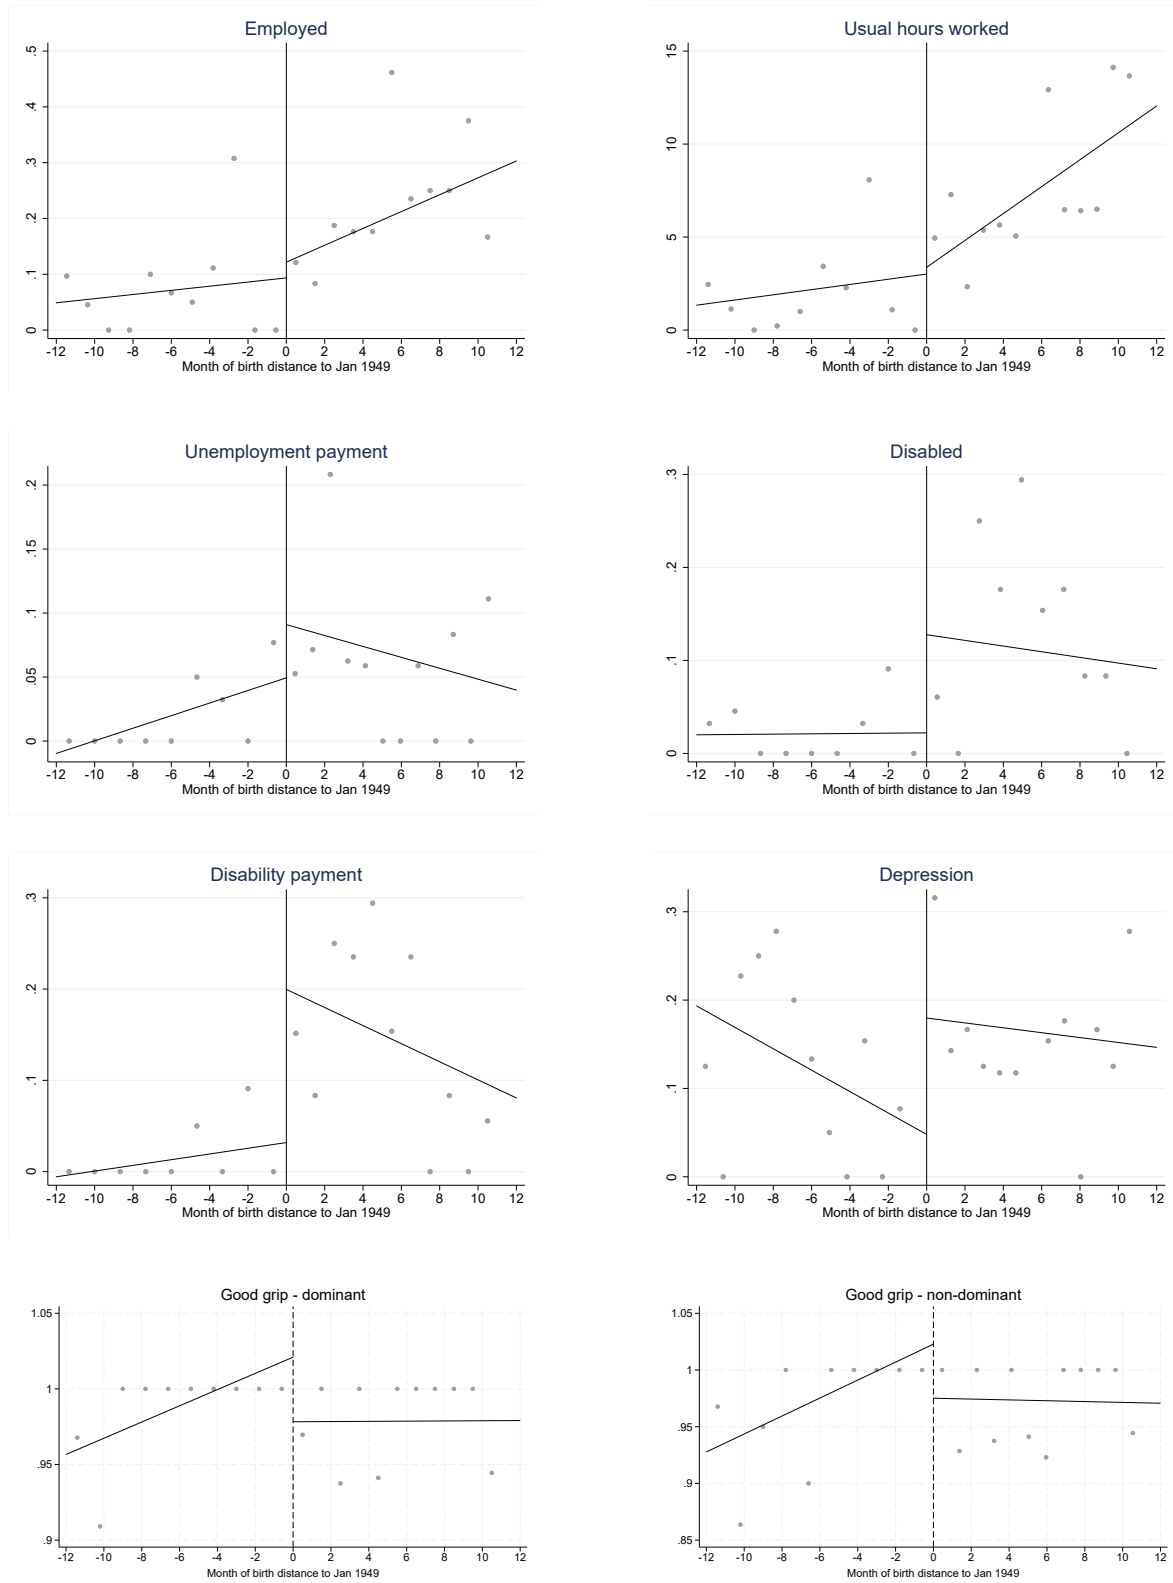 Employed
.5
.4
.3
.2
.1
0
-12 -10 -8 -6 -4 -2 0 2 4 6 8 10 12
Month of birth distance to Jan 1949
Usual hours worked
15
10
5
0
-12 -10 -8 -6 -4 -2 0 2 4 6 8 10 12
Month of birth distance to Jan 1949
Unemployment payment
.2
.15
.1
.05
0
-12 -10 -8 -6 -4 -2 0 2 4 6 8 10 12
Month of birth distance to Jan 1949
Disabled
.3
.2
.1
0
-12 -10 -8 -6 -4 -2 0 2 4 6 8 10 12
Month of birth distance to Jan 1949
Disability payment
.3
.2
.1
0
-12 -10 -8 -6 -4 -2 0 2 4 6 8 10 12
Month of birth distance to Jan 1949
Depression
.3
.2
.1
0
-12 -10 -8 -6 -4 -2 0 2 4 6 8 10 12
Month of birth distance to Jan 1949
Good grip - dominant
1.05
1
.95
.9
-12 -10 -8 -6 -4 -2 0 2 4 6 8 10 12
Month of birth distance to Jan 1949
Good grip - non-dominant
1.05
1
.95
.9
.85
-12 -10 -8 -6 -4 -2 0 2 4 6 8 10 12
Month of birth distance to Jan 1949